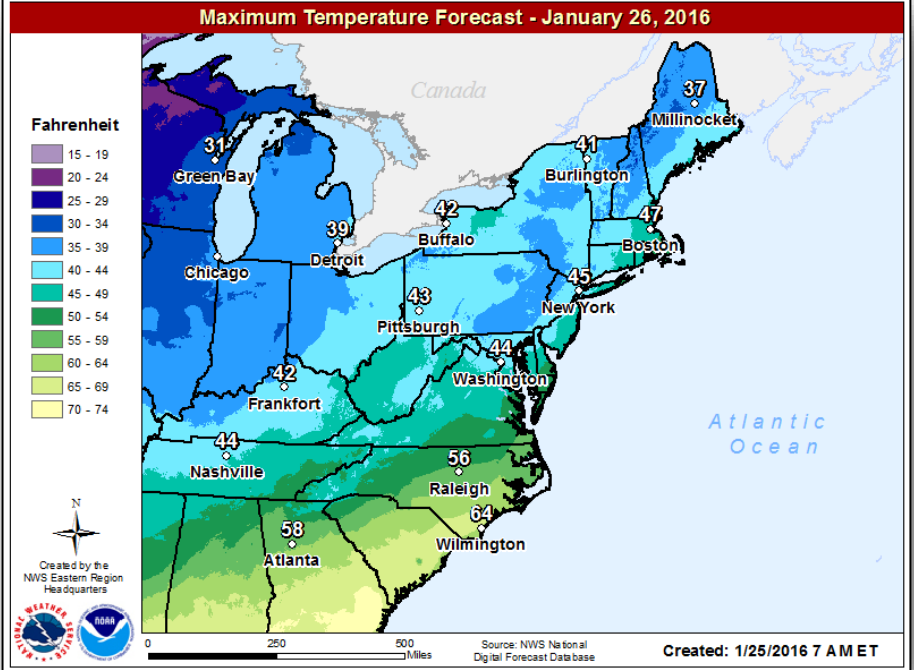 Maximum Temperature Forecast - January 26, 2016
Fahrenheit
15 - 19
20 - 24
25 - 29
30 - 34
35 - 39
40 - 44
45 - 49
50 - 54
55 - 59
60 - 64
65 - 69
70 - 74
Canada
37
Millinocket
31
Green Bay
41
Burlington
42
Buffalo
47
Boston
39
Detroit
Chicago
45
New York
43
Pittsburgh
44
Washington
42
Frankfort
44
Nashville
56
Raleigh
64
Wilmington
58
Atlanta
Atlantic
Ocean
N
Created by the
NWS Eastern Region
Headquarters
NATIONAL WEATHER SERVICE
NOAA
0 250 500
Miles
Source: NWS National
Digital Forecast Database
Created: 1/25/2016 7 AM ET